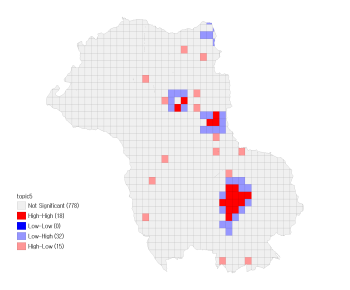 topic5
Not Significant (778)
High-High (18)
Low-Low (0)
Low-High (32)
High-Low (15)